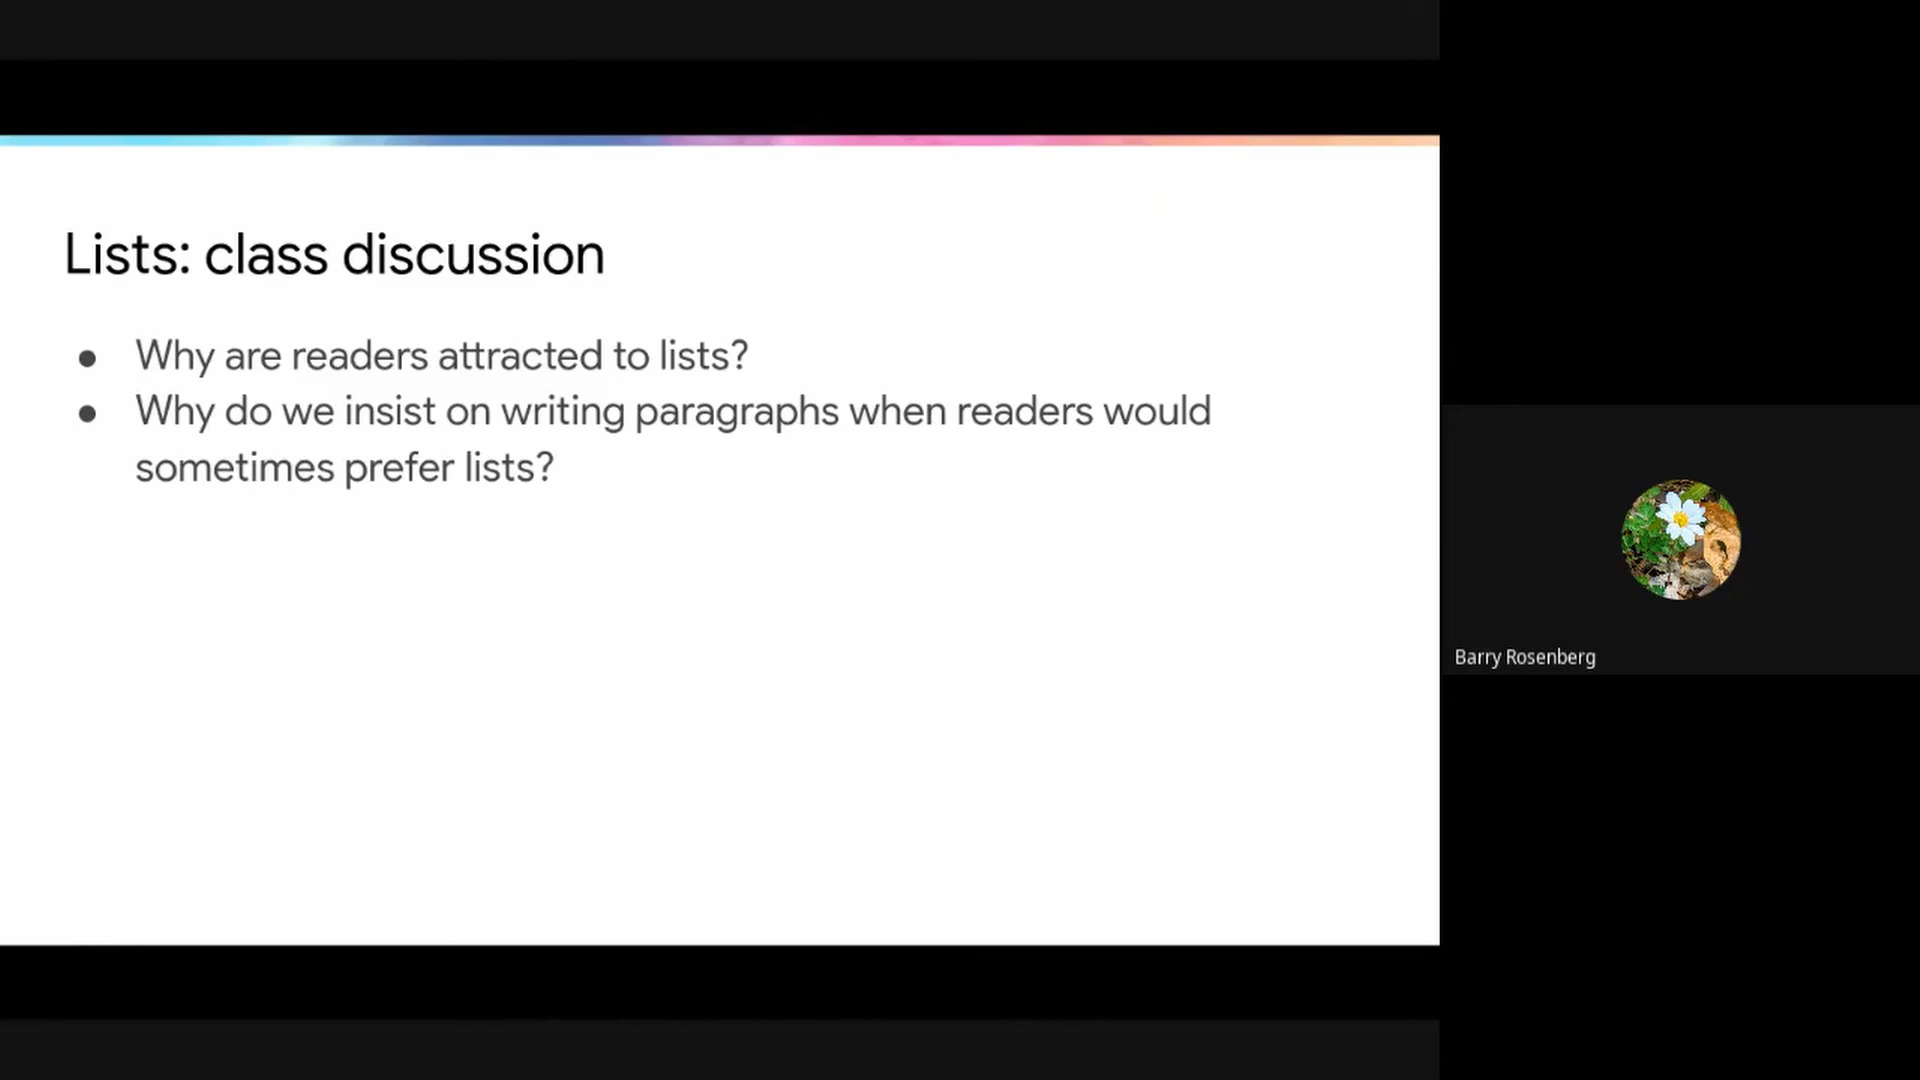 Lists: class discussion
● Why are readers attracted to lists?
● Why do we insist on writing paragraphs when readers would
sometimes prefer lists?
Barry Rosenberg